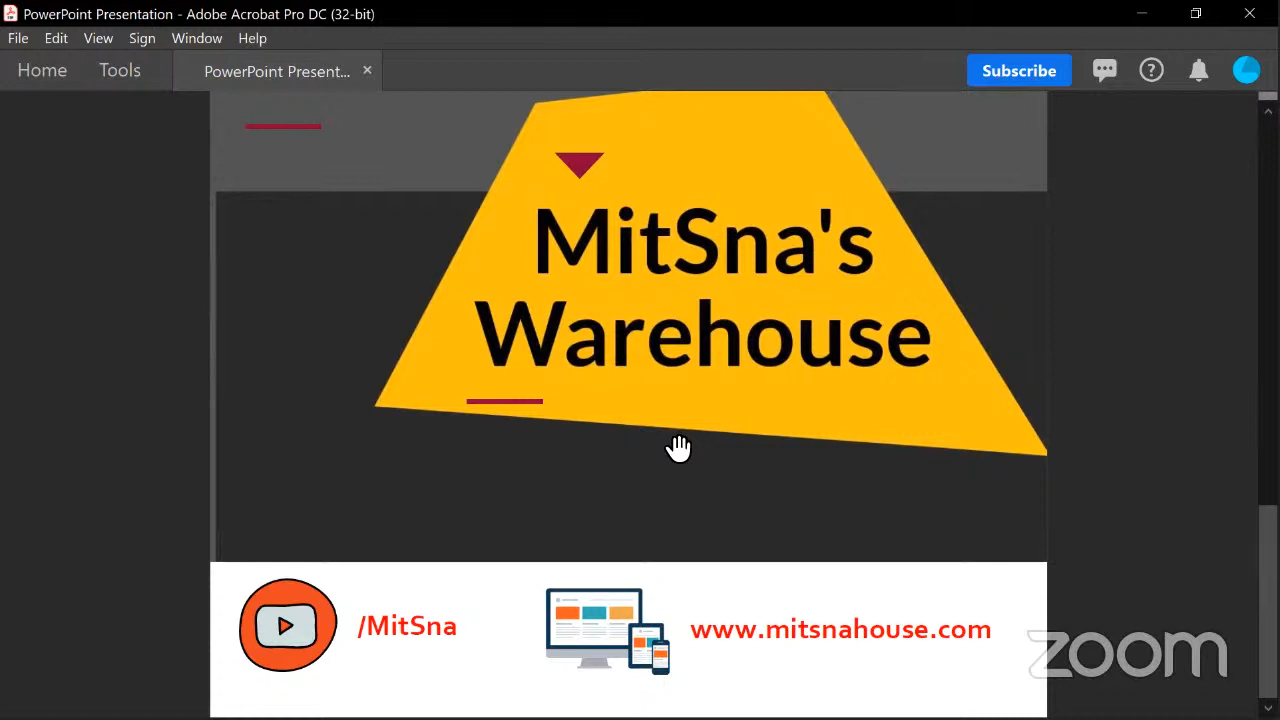 PowerPoint Presentation - Adobe Acrobat Pro DC (32-bit)
File Edit View Sign Window Help
Home Tools PowerPoint Present... × Subscribe
MitSna's
Warehouse
/MitSna
www.mitsnahouse.com
zoom